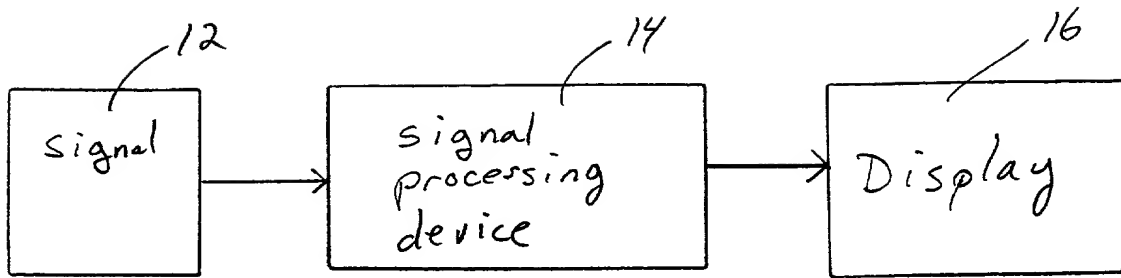 12
14
16
signal
signal
processing
device
Display